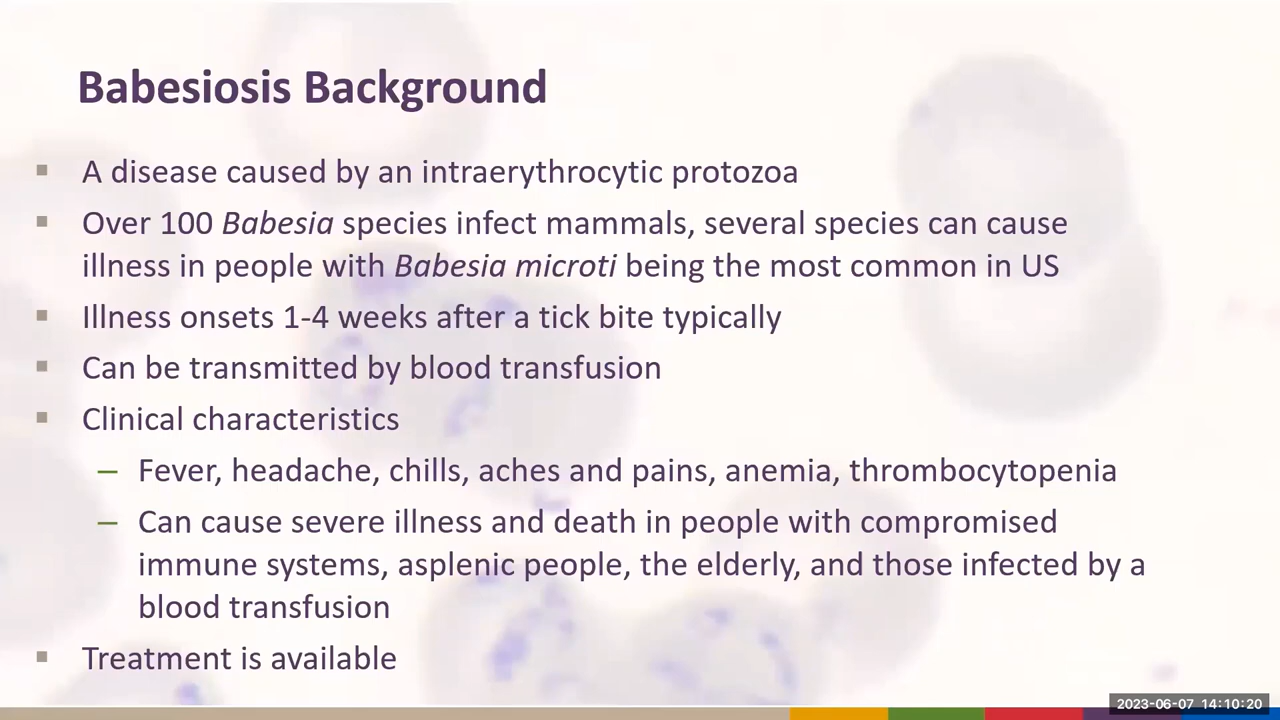 Babesiosis Background
▪ A disease caused by an intraerythrocytic protozoa
▪ Over 100 Babesia species infect mammals, several species can cause
illness in people with Babesia microti being the most common in US
▪ Illness onsets 1-4 weeks after a tick bite typically
▪ Can be transmitted by blood transfusion
▪ Clinical characteristics
– Fever, headache, chills, aches and pains, anemia, thrombocytopenia
– Can cause severe illness and death in people with compromised
immune systems, asplenic people, the elderly, and those infected by a
blood transfusion
▪ Treatment is available
2023-06-07 14:10:20